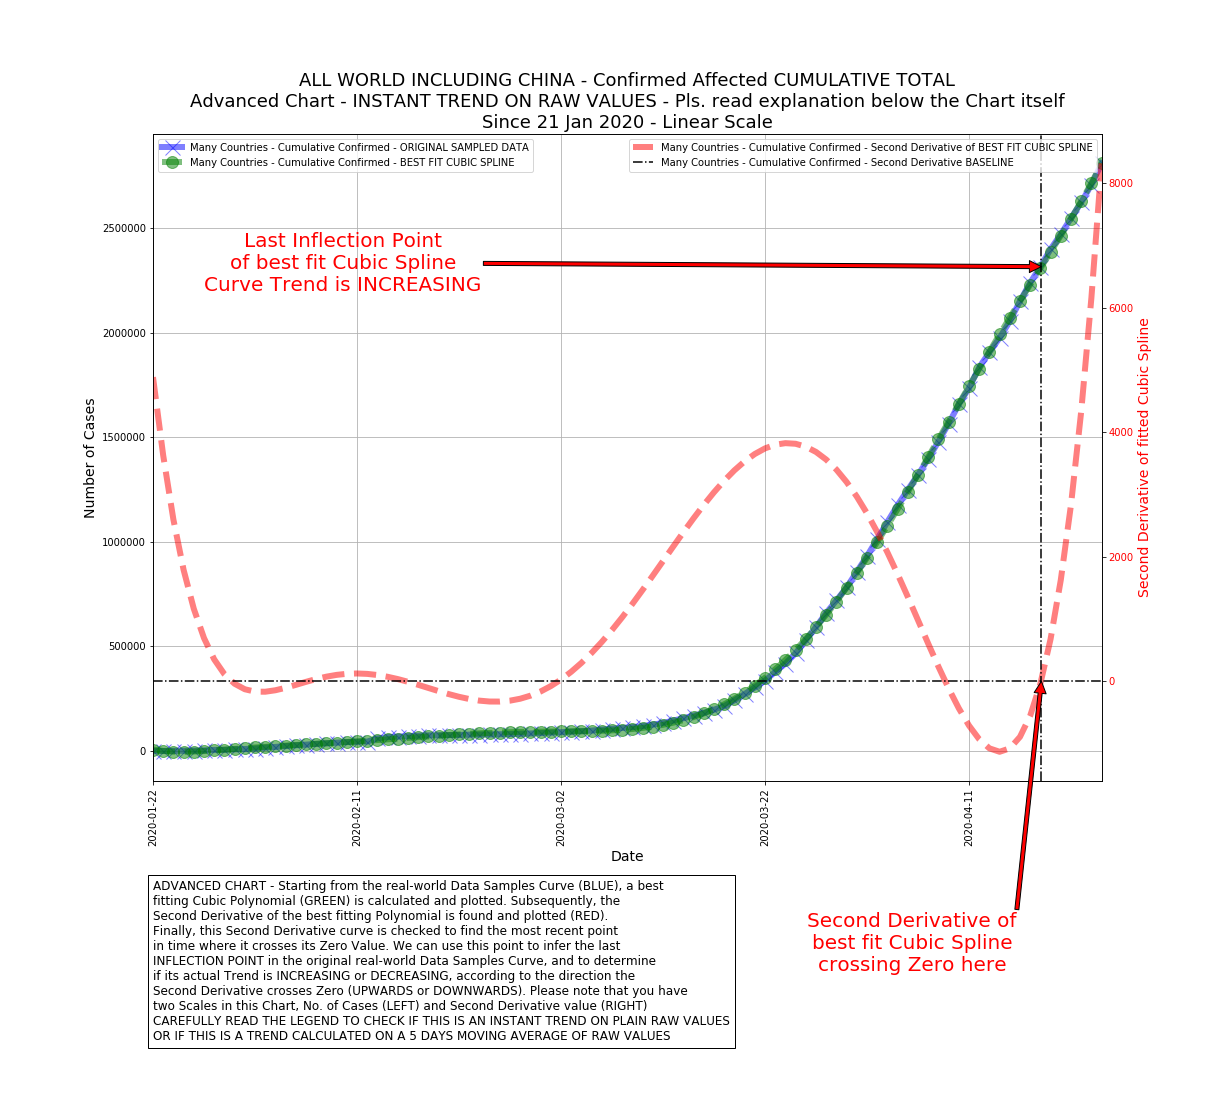 ALL WORLD INCLUDING CHINA - Confirmed Affected CUMULATIVE TOTAL
Advanced Chart - INSTANT TREND ON RAW VALUES - Pls. read explanation below the Chart itself
Since 21 Jan 2020 - Linear Scale
Many Countries - Cumulative Confirmed - ORIGINAL SAMPLED DATA
Many Countries - Cumulative Confirmed - BEST FIT CUBIC SPLINE
Many Countries - Cumulative Confirmed - Second Derivative of BEST FIT CUBIC SPLINE
Many Countries - Cumulative Confirmed - Second Derivative BASELINE
Last Inflection Point
of best fit Cubic Spline
Curve Trend is INCREASING
Number of Cases
2500000
2000000
1500000
1000000
500000
0
8000
6000
4000
2000
0
Second Derivative of fitted Cubic Spline
2020-01-22
2020-02-11
2020-03-02
2020-03-22
2020-04-11
Date
ADVANCED CHART - Starting from the real-world Data Samples Curve (BLUE), a best
fitting Cubic Polynomial (GREEN) is calculated and plotted. Subsequently, the
Second Derivative of the best fitting Polynomial is found and plotted (RED).
Finally, this Second Derivative curve is checked to find the most recent point
in time where it crosses its Zero Value. We can use this point to infer the last
INFLECTION POINT in the original real-world Data Samples Curve, and to determine
if its actual Trend is INCREASING or DECREASING, according to the direction the
Second Derivative crosses Zero (UPWARDS or DOWNWARDS). Please note that you have
two Scales in this Chart, No. of Cases (LEFT) and Second Derivative value (RIGHT)
CAREFULLY READ THE LEGEND TO CHECK IF THIS IS AN INSTANT TREND ON PLAIN RAW VALUES
OR IF THIS IS A TREND CALCULATED ON A 5 DAYS MOVING AVERAGE OF RAW VALUES
Second Derivative of
best fit Cubic Spline
crossing Zero here